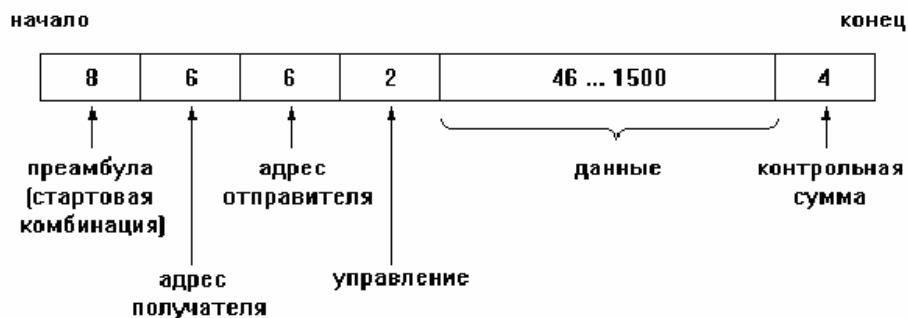 начало
конец
8 6 6 2 46 ... 1500 4
преамбула
(стартовая
комбинация)
адрес
отправителя
данные
контрольная
сумма
адрес
получателя
управление